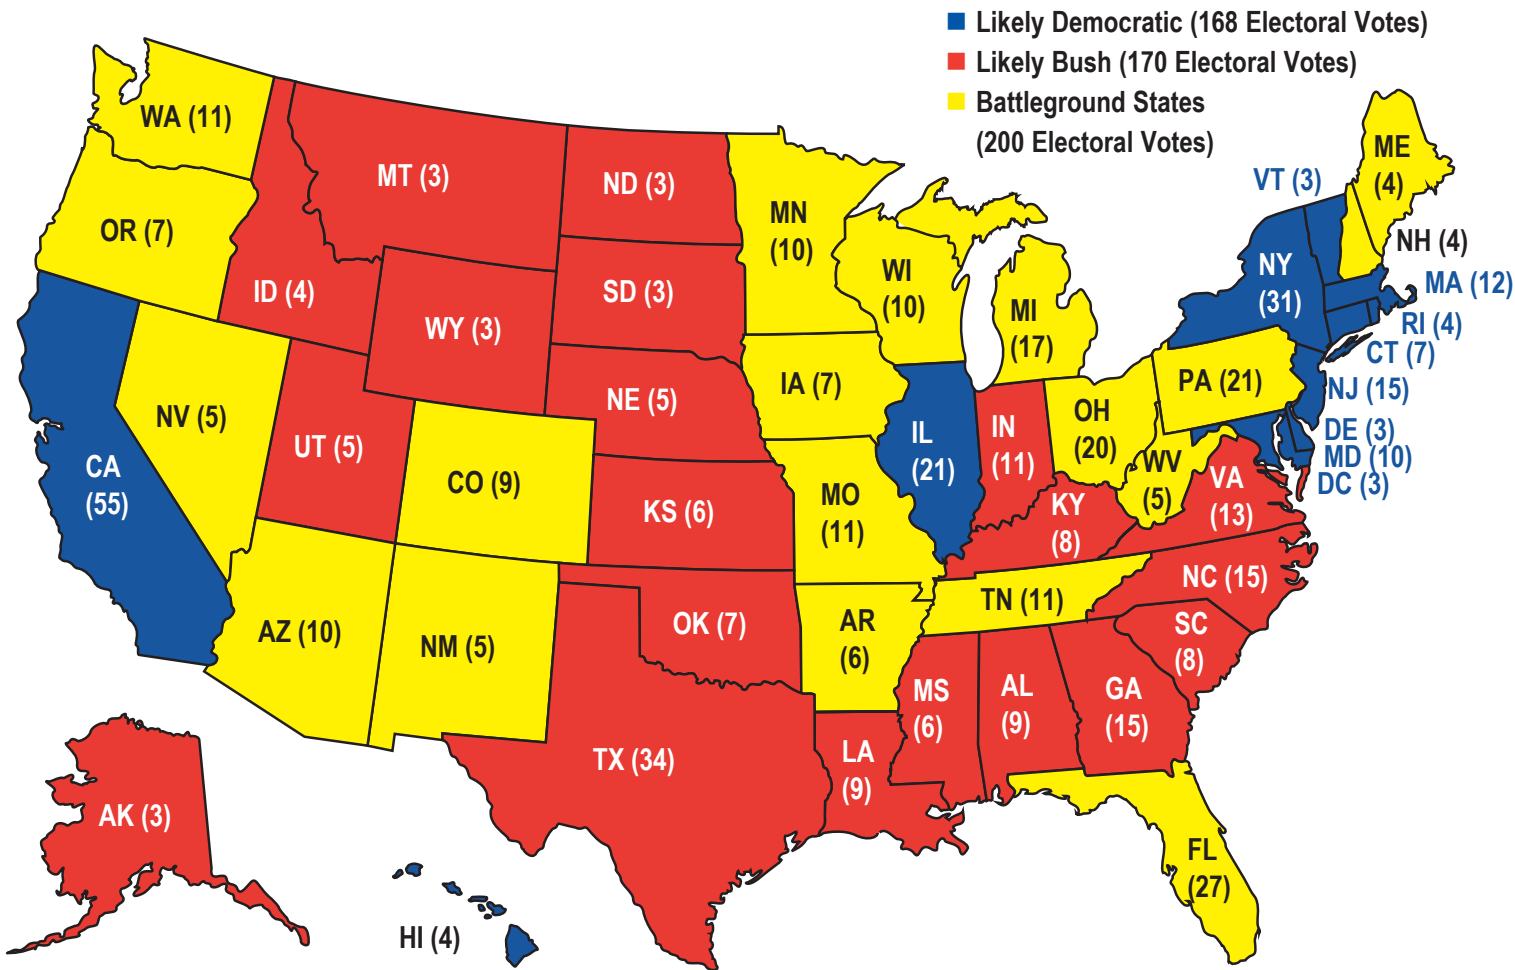 Likely Democratic (168 Electoral Votes)
Likely Bush (170 Electoral Votes)
Battleground States
(200 Electoral Votes)
WA (11)
OR (7)
MT (3)
ID (4)
WY (3)
ND (3)
SD (3)
NE (5)
KS (6)
MN
(10)
WI
(10)
MI
(17)
IA (7)
ME
(4)
VT (3)
NH (4)
NY
(31)
MA (12)
RI (4)
CT (7)
NJ (15)
DE (3)
MD (10)
DC (3)
PA (21)
OH
(20)
WV
(5)
VA
(13)
IN
(11)
IL
(21)
KY
(8)
MO
(11)
NV (5)
UT (5)
CO (9)
CA
(55)
AZ (10)
NM (5)
OK (7)
AR
(6)
TN (11)
NC (15)
SC
(8)
GA
(15)
AL
(9)
MS
(6)
LA
(9)
TX (34)
FL
(27)
AK (3)
HI (4)